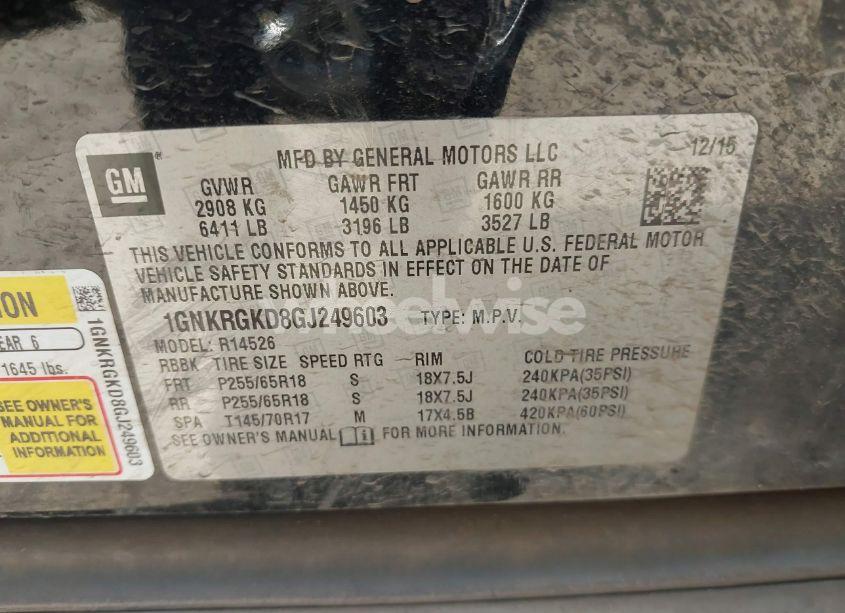 GM
MFD BY GENERAL MOTORS LLC
12/15
GVWR GAWR FRT GAWR RR
2908 KG 1450 KG 1600 KG
6411 LB 3196 LB 3527 LB
THIS VEHICLE CONFORMS TO ALL APPLICABLE U.S. FEDERAL MOTOR
VEHICLE SAFETY STANDARDS IN EFFECT ON THE DATE OF
MANUFACTURE SHOWN ABOVE.
1GNKRGKD8GJ249603 TYPE: M.P.V.
MODEL: R14526
RBBK TIRE SIZE SPEED RTG RIM COLD TIRE PRESSURE
FRT P255/65R18 S 18X7.5J 240KPA(35PSI)
RR P255/65R18 S 18X7.5J 240KPA(35PSI)
SPA T145/70R17 M 17X4.5B 420KPA(60PSI)
SEE OWNER'S MANUAL FOR MORE INFORMATION.
ION
EAR 6
1645 lbs.
SEE OWNER'S
MANUAL FOR
ADDITIONAL
INFORMATION
1GNKRGKD8GJ249603